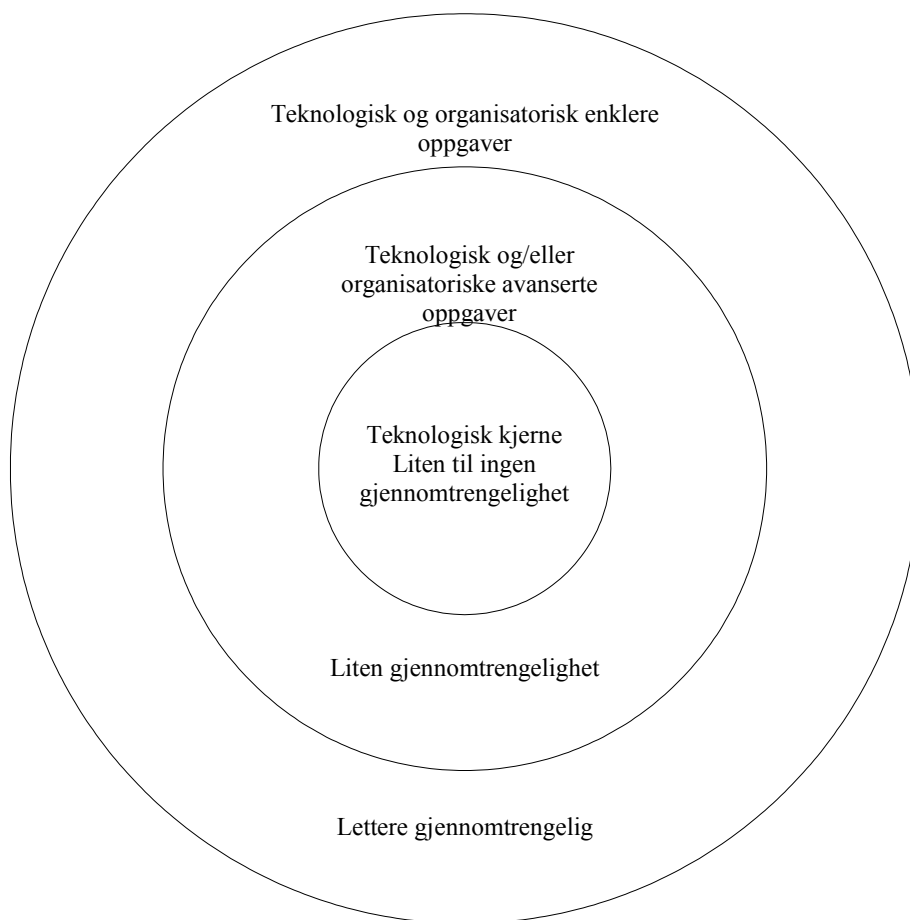 Teknologisk og organisatorisk enklere
oppgaver
Teknologisk og/eller
organisatoriske avanserte
oppgaver
Teknologisk kjerne
Liten til ingen
gjennomtrengelighet
Liten gjennomtrengelighet
Lettere gjennomtrengelig